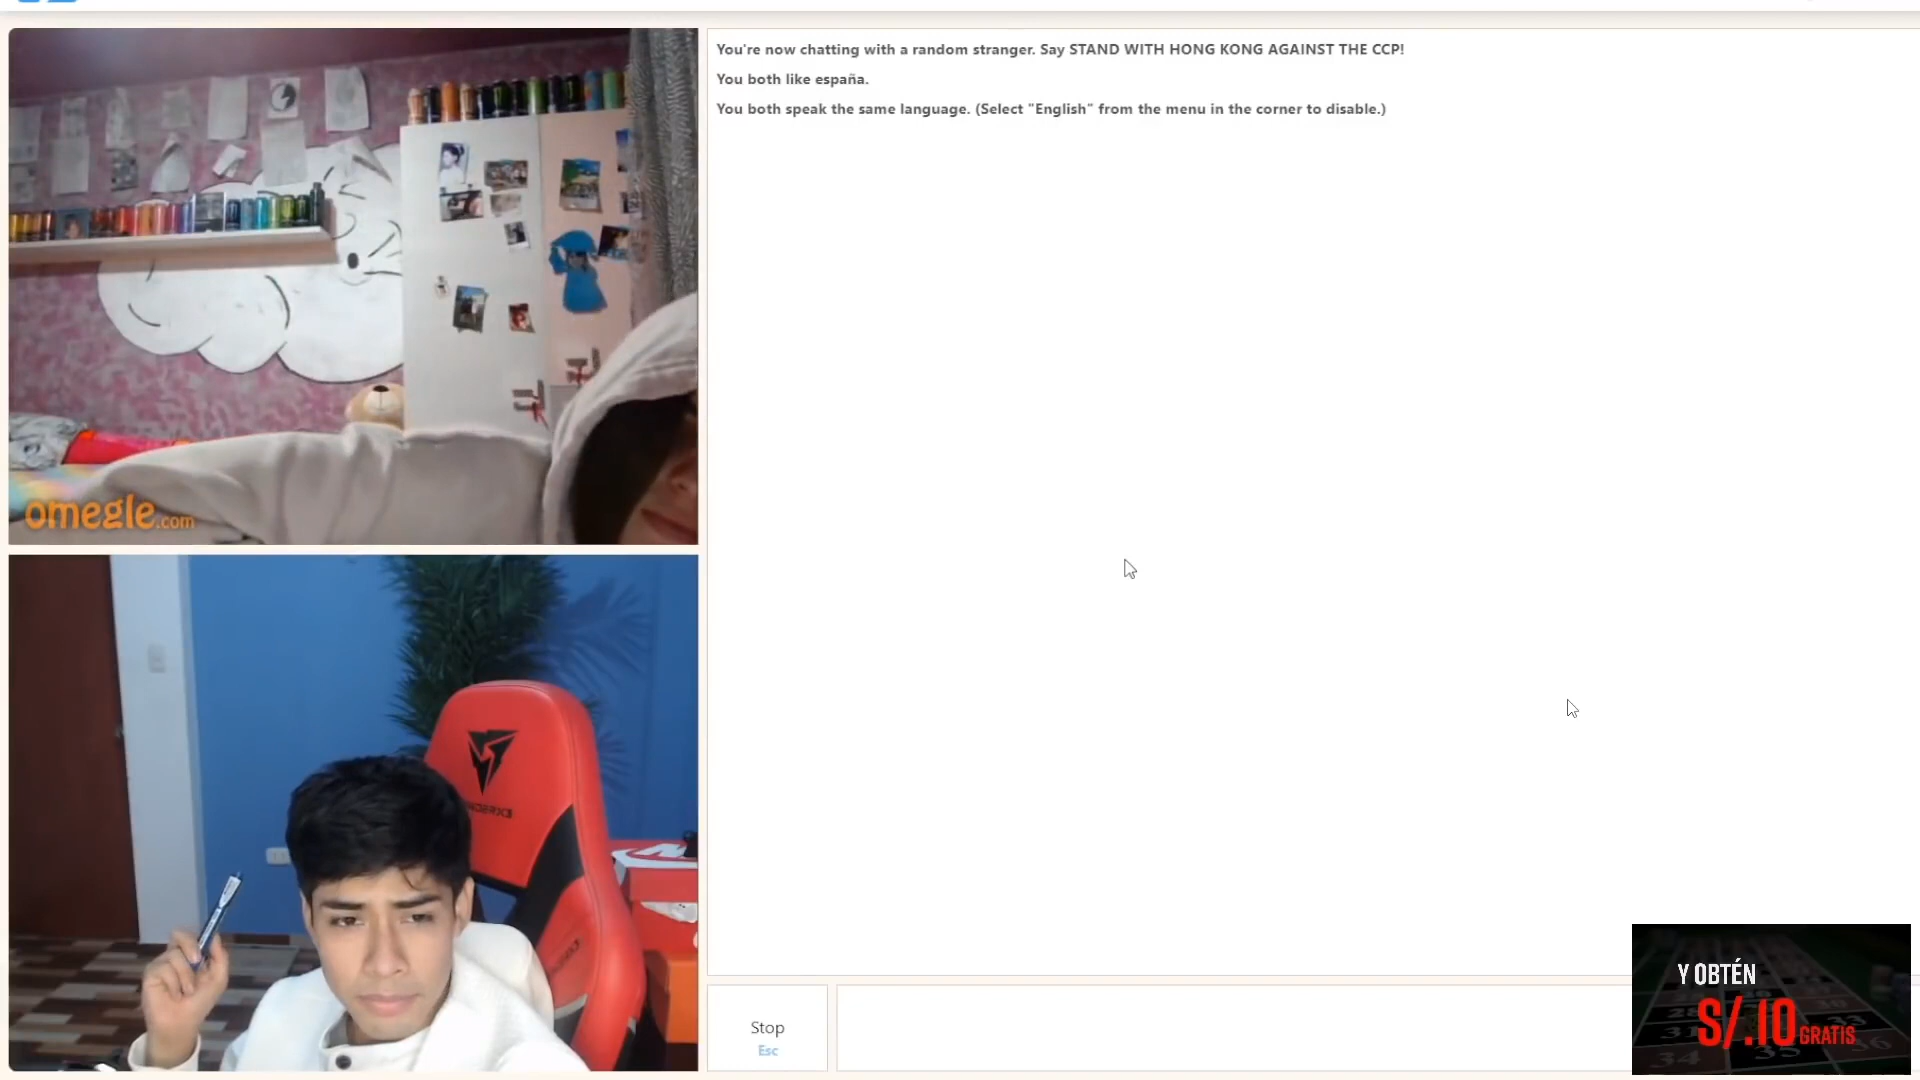 You're now chatting with a random stranger. Say STAND WITH HONG KONG AGAINST THE CCP!
You both like españa.
You both speak the same language. (Select "English" from the menu in the corner to disable.)
omegle.com
Stop
Esc
Y OBTÉN
S/.10 GRATIS